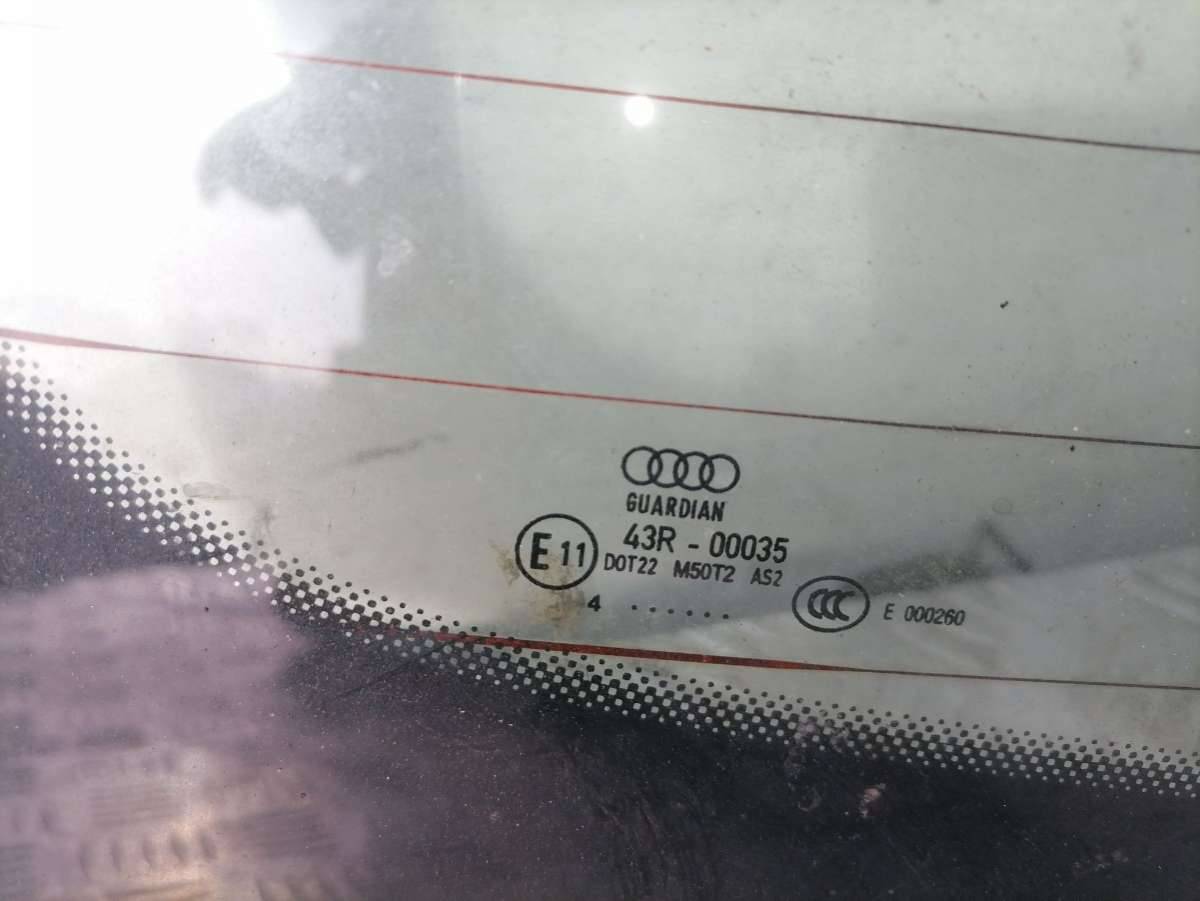 GUARDIAN
E 11 43R - 00035
DOT22 M50T2 AS2
4 . . . . . .
CCC E 000260